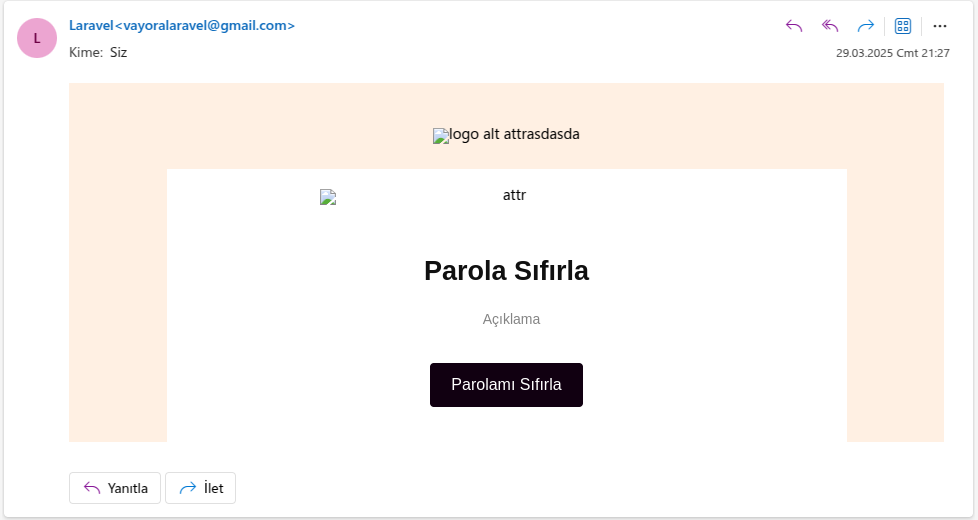 L
Laravel<vayoralaravel@gmail.com>
Kime: Siz
29.03.2025 Cmt 21:27
logo alt attrasdasda
attr
Parola Sıfırla
Açıklama
Parolamı Sıfırla
Yanıtla İlet